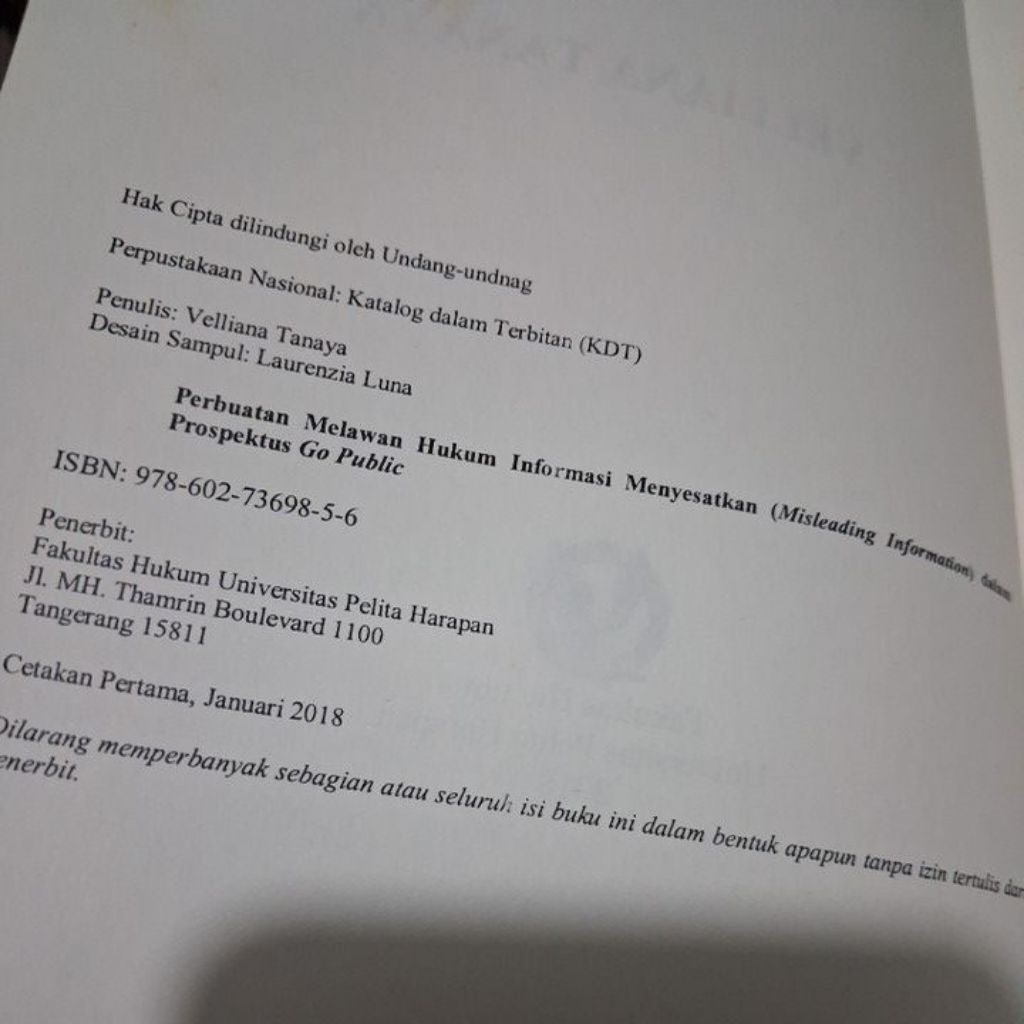 Hak Cipta dilindungi oleh Undang-undnag
Perpustakaan Nasional: Katalog dalam Terbitan (KDT)
Penulis: Velliana Tanaya
Desain Sampul: Laurenzia Luna
Perbuatan Melawan Hukum Informasi Menyesatkan (Misleading Information) dalam
Prospektus Go Public
ISBN: 978-602-73698-5-6
Penerbit:
Fakultas Hukum Universitas Pelita Harapan
Jl. MH. Thamrin Boulevard 1100
Tangerang 15811
Cetakan Pertama, Januari 2018
Dilarang memperbanyak sebagian atau seluruh isi buku ini dalam bentuk apapun tanpa izin tertulis dar
enerbit.